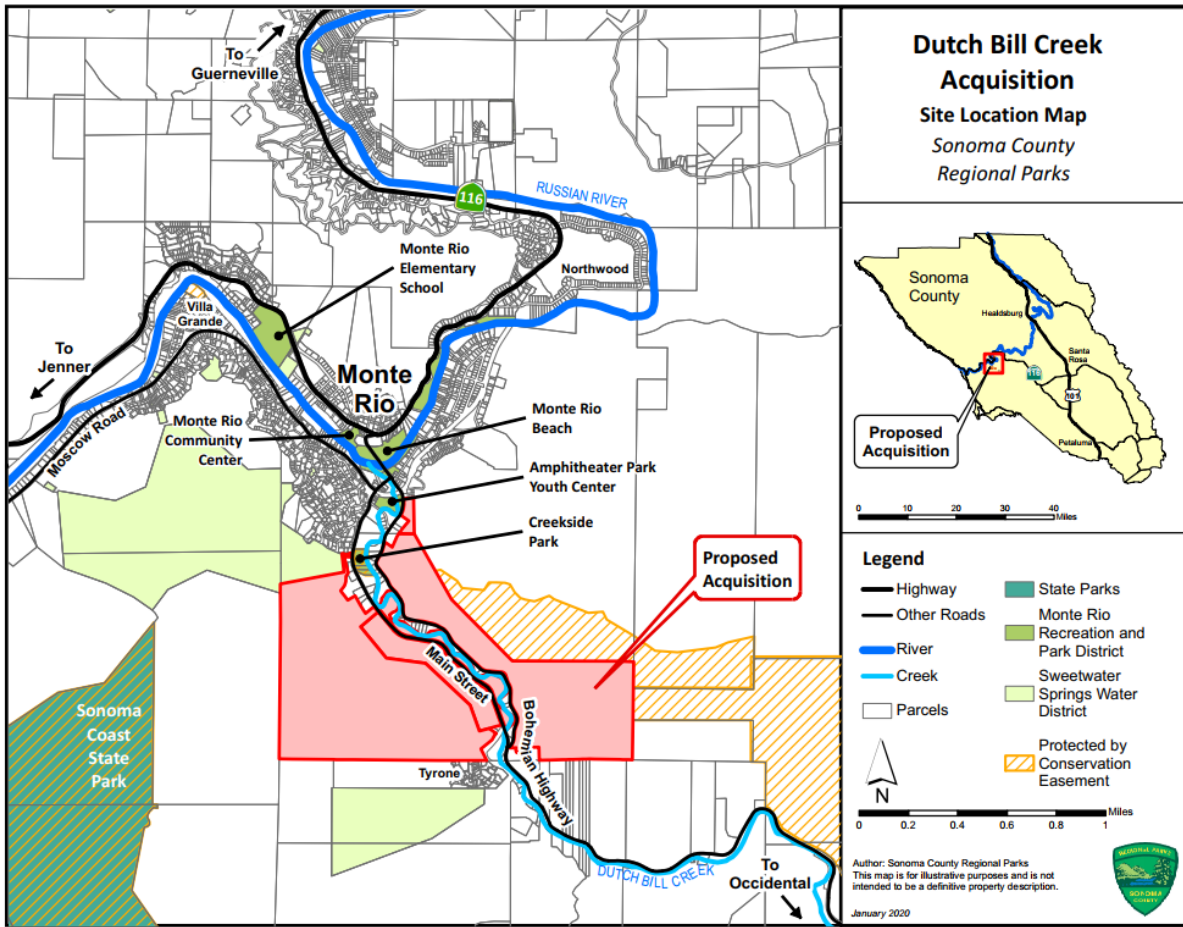 To
Guerneville
116
RUSSIAN RIVER
Monte Rio
Elementary
School
Northwood
Villa
Grande
To
Jenner
Monte
Rio
Moscow Road
Monte Rio
Community
Center
Monte Rio
Beach
Amphitheater Park
Youth Center
Creekside
Park
Proposed
Acquisition
Main Street
Bohemian Highway
Sonoma
Coast
State
Park
Tyrone
DUTCH BILL CREEK
To
Occidental
Dutch Bill Creek
Acquisition
Site Location Map
Sonoma County
Regional Parks
Sonoma
County
Healdsburg
Santa
Rosa
116
101
Petaluma
Proposed
Acquisition
0 10 20 30 40
Miles
Legend
Highway
Other Roads
River
Creek
Parcels
State Parks
Monte Rio
Recreation and
Park District
Sweetwater
Springs Water
District
Protected by
Conservation
Easement
N
Miles
0 0.2 0.4 0.6 0.8 1
Author: Sonoma County Regional Parks
This map is for illustrative purposes and is not
intended to be a definitive property description.
January 2020
REGIONAL PARKS
SONOMA
COUNTY